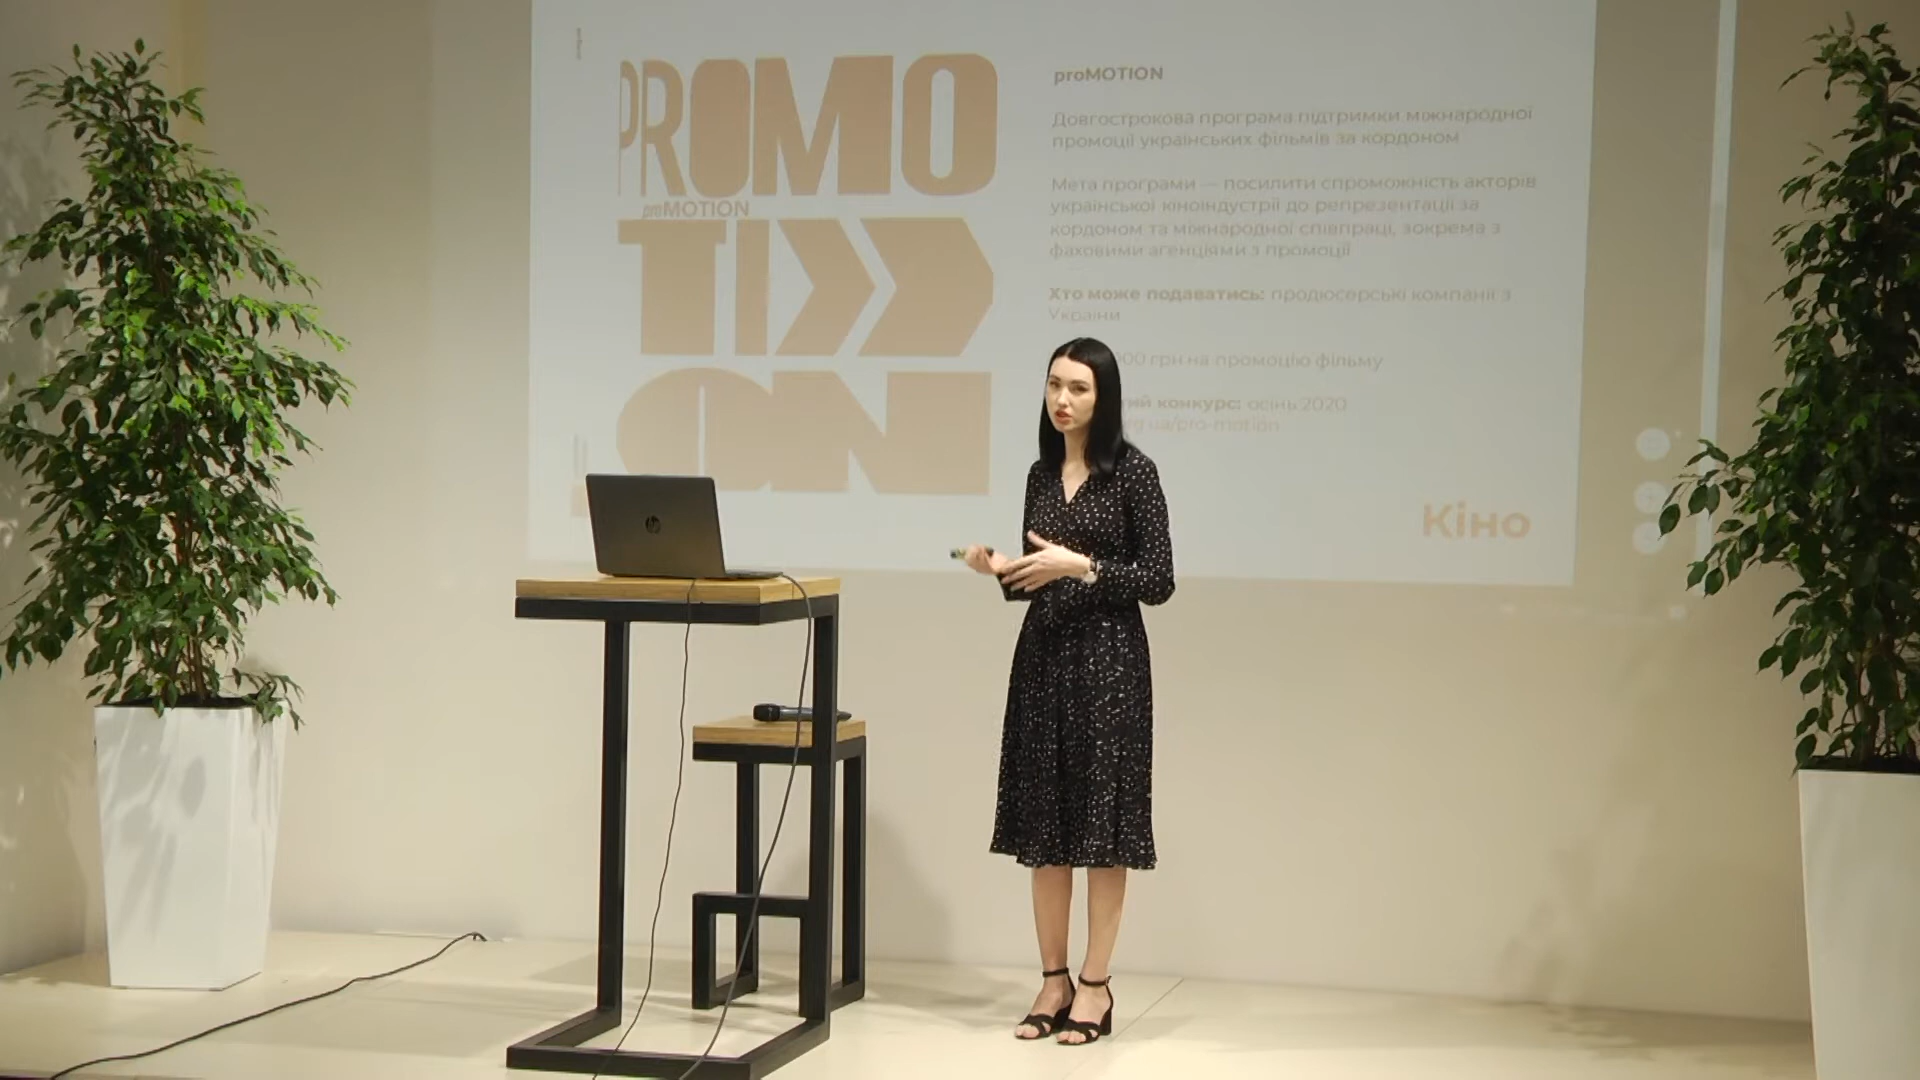 PROMO
proMOTION
TI
ON
proMOTION
Довгострокова програма підтримки міжнародної
промоції українських фільмів за кордоном
Мета програми — посилити спроможність акторів
української кіноіндустрії до репрезентації за
кордоном та міжнародної співпраці, зокрема з
фаховими агенціями з промоції
Хто може подаватись: продюсерські компанії з
України
грн на промоцію фільму
конкурс: осінь 2020
Кіно
hp